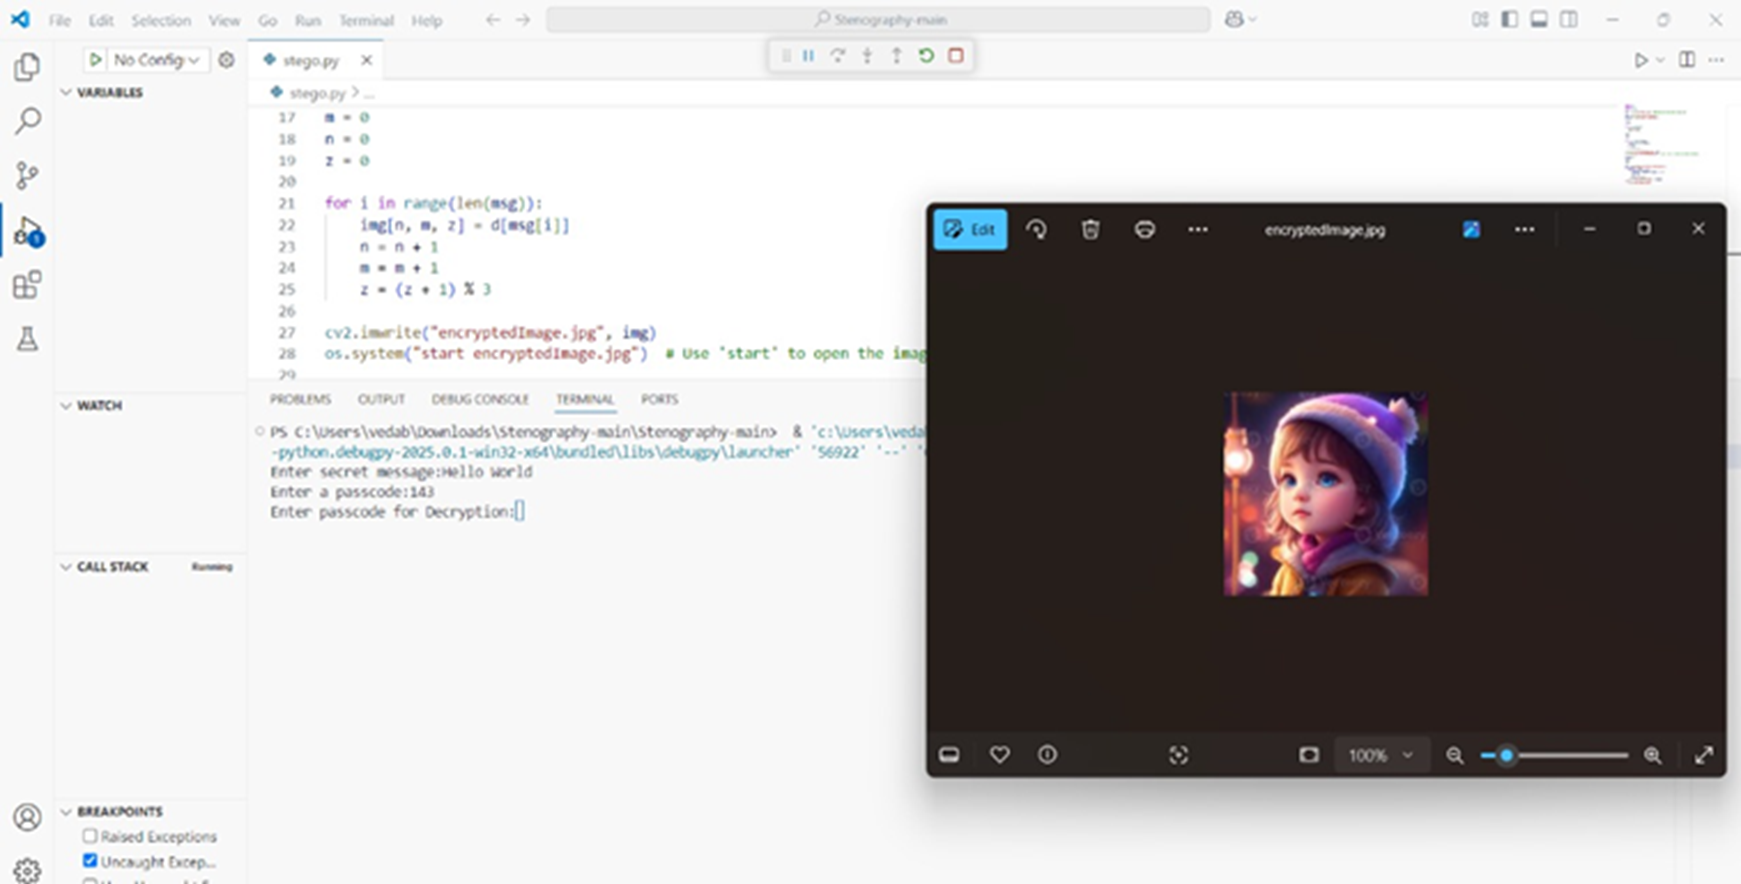 File Edit Selection View Go Run Terminal Help
Stenography-main
No Config
stego.py
VARIABLES
stego.py > ...
17 m = 0
18 n = 0
19 z = 0
20
21 for i in range(len(msg)):
22 img[n, m, z] = d[msg[i]]
23 n = n + 1
24 m = m + 1
25 z = (z + 1) % 3
26
27 cv2.imwrite("encryptedImage.jpg", img)
28 os.system("start encryptedImage.jpg") # Use 'start' to open the imag
29
Edit
encryptedImage.jpg
WATCH
PROBLEMS OUTPUT DEBUG CONSOLE TERMINAL PORTS
PS C:\Users\vedab\Downloads\Stenography-main\Stenography-main> & 'c:\Users\veda
-python.debugpy-2025.0.1-win32-x64\bundled\libs\debugpy\launcher' '56922' '--' '
Enter secret message:Hello World
Enter a passcode:143
Enter passcode for Decryption:
CALL STACK Running
100%
BREAKPOINTS
Raised Exceptions
Uncaught Excep...